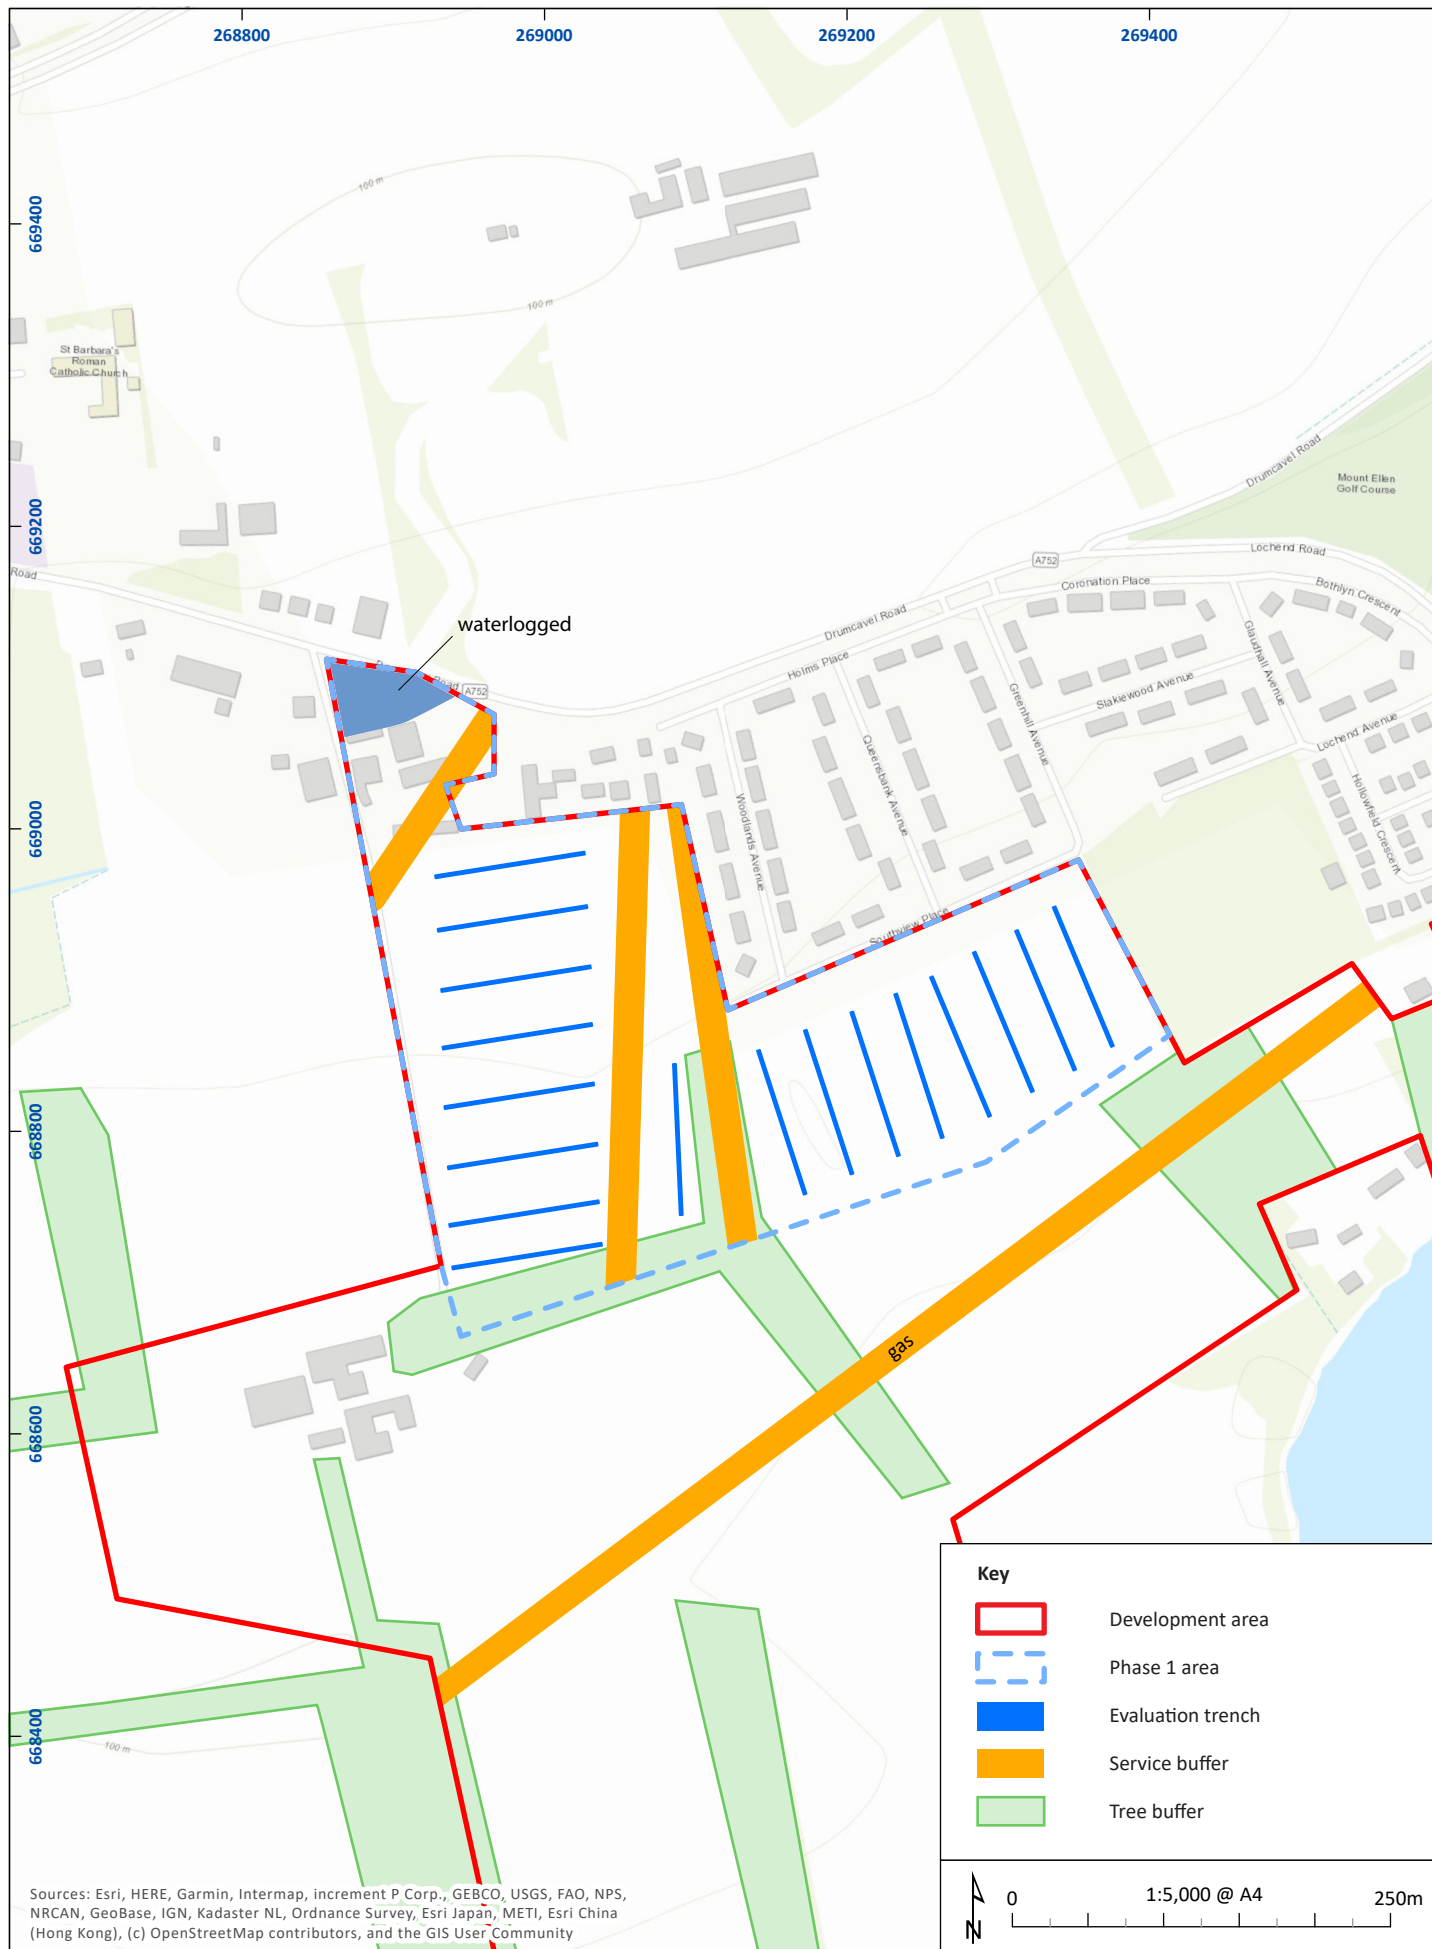 268800
269000
269200
269400
669400
669200
669000
668800
668600
668400
100 m
100 m
St Barbara's
Roman
Catholic Church
Drumcavel Road
Mount Ellen
Golf Course
A752
Lochend Road
Coronation Place
Bothlyn Crescent
Road
waterlogged
Drumcavel Road
Holms Place
Glaudhall Avenue
Road
A752
Greenhill Avenue
Slakiewood Avenue
Queensbank Avenue
Lochend Avenue
Woodlands Avenue
Hollowfield Crescent
Southview Place
gas
100 m
Key
Development area
Phase 1 area
Evaluation trench
Service buffer
Tree buffer
N
0
1:5,000 @ A4
250m
Sources: Esri, HERE, Garmin, Intermap, increment P Corp., GEBCO, USGS, FAO, NPS,
NRCAN, GeoBase, IGN, Kadaster NL, Ordnance Survey, Esri Japan, METI, Esri China
(Hong Kong), (c) OpenStreetMap contributors, and the GIS User Community